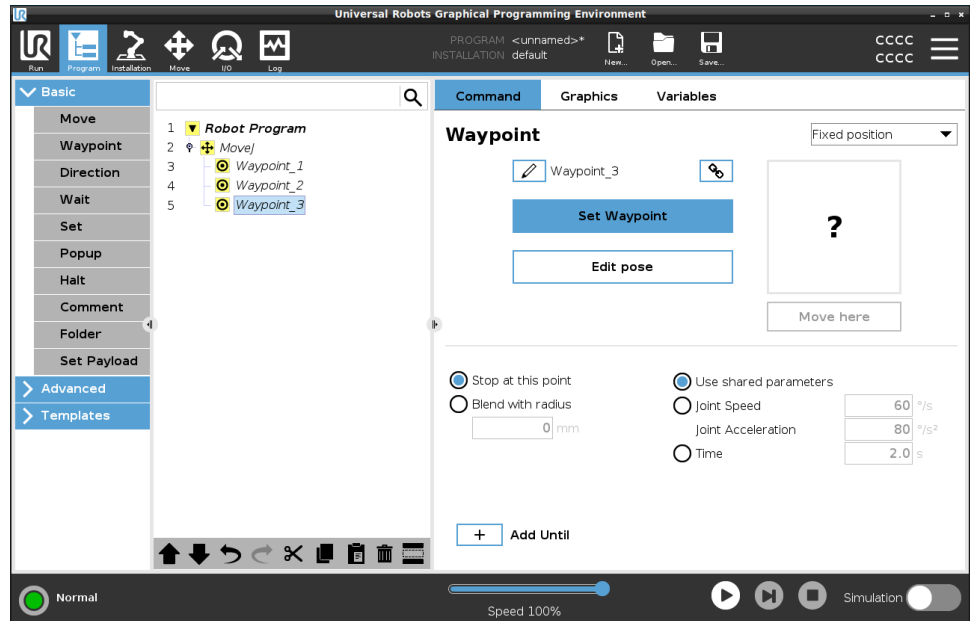 Universal Robots Graphical Programming Environment
UR
Run
Program
Installation
Move
I/O
Log
PROGRAM <unnamed>*
INSTALLATION default
New...
Open...
Save...
CCCC
CCCC
Basic
Move
Waypoint
Direction
Wait
Set
Popup
Halt
Comment
Folder
Set Payload
Advanced
Templates
1 Robot Program
2 MoveJ
3 Waypoint_1
4 Waypoint_2
5 Waypoint_3
Command Graphics Variables
Waypoint
Fixed position
Waypoint_3
Set Waypoint
Edit pose
?
Move here
Stop at this point
Blend with radius
0 mm
Use shared parameters
Joint Speed 60 °/s
Joint Acceleration 80 °/s²
Time 2.0 s
+ Add Until
Normal
Speed 100%
Simulation